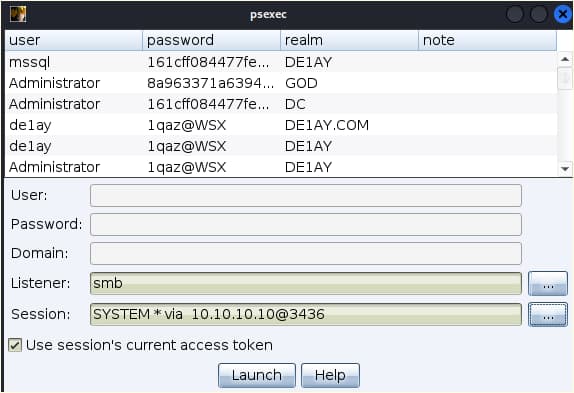 psexec
user password realm note
mssql 161cff084477fe... DE1AY
Administrator 8a963371a6394... GOD
Administrator 161cff084477fe... DC
de1ay 1qaz@WSX DE1AY.COM
de1ay 1qaz@WSX DE1AY
Administrator 1qaz@WSX DE1AY
User:
Password:
Domain:
Listener: smb ...
Session: SYSTEM * via 10.10.10.10@3436 ...
Use session's current access token
Launch Help